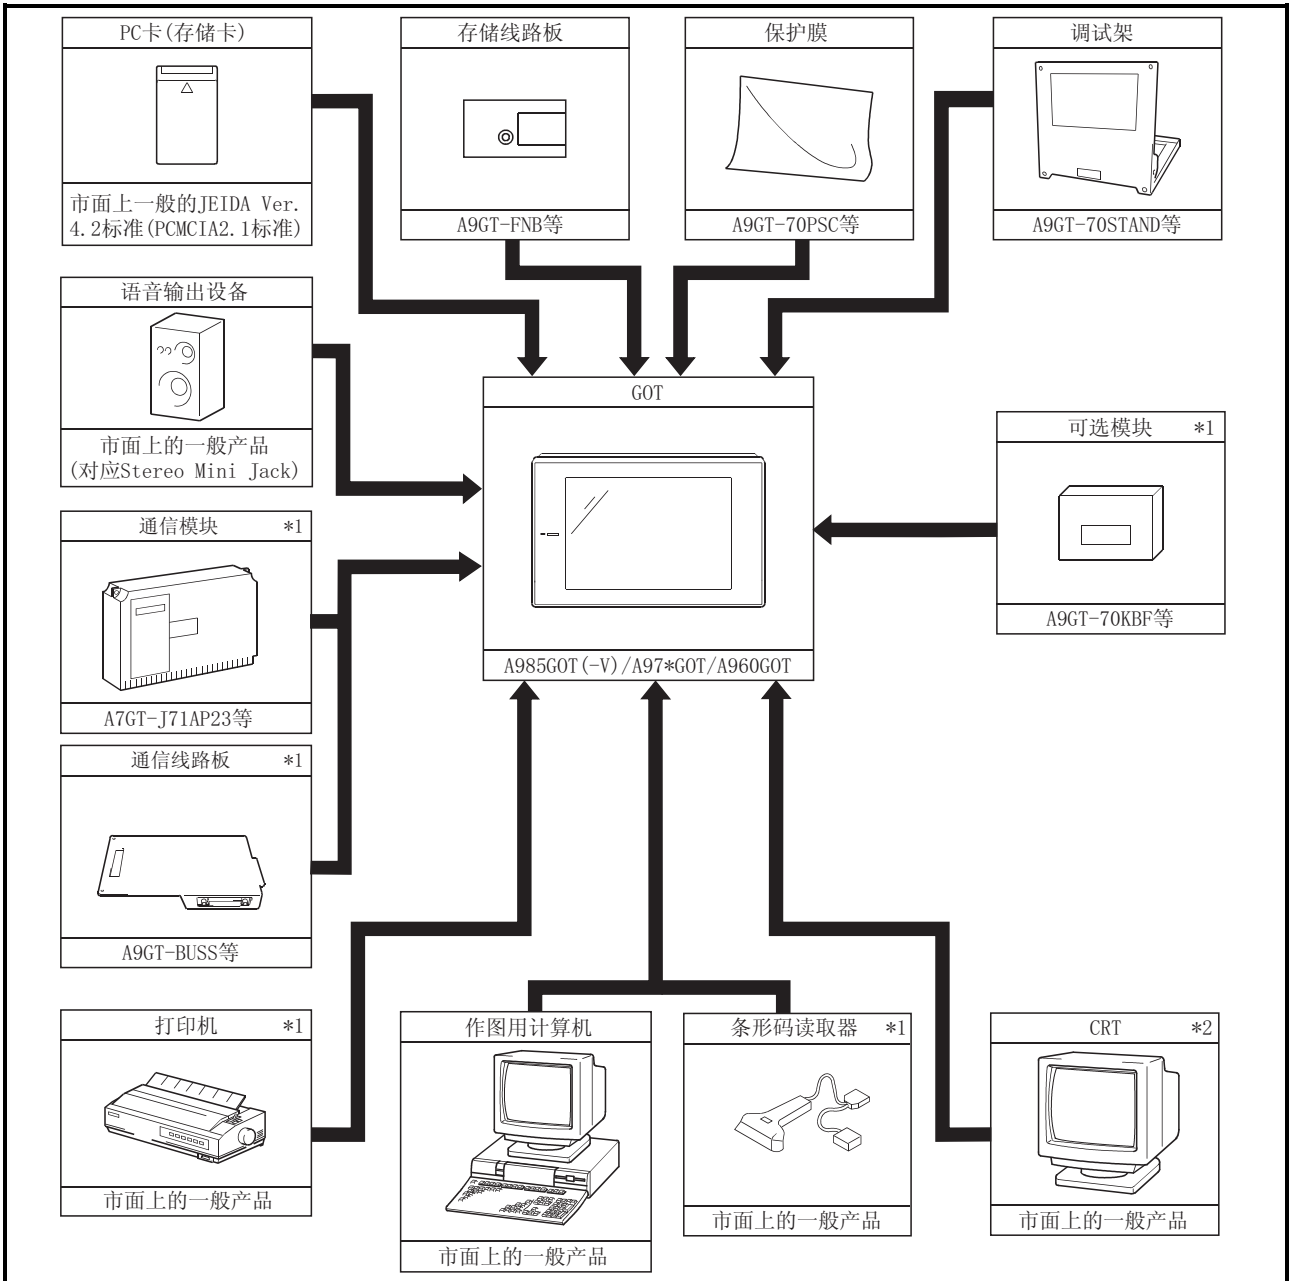 PC卡(存储卡)
市面上一般的JEIDA Ver.
4.2标准(PCMCIA2.1标准)
存储线路板
A9GT-FNB等
保护膜
A9GT-70PSC等
调试架
A9GT-70STAND等
语音输出设备
市面上的一般产品
(对应Stereo Mini Jack)
GOT
A985GOT(-V)/A97*GOT/A960GOT
可选模块 *1
A9GT-70KBF等
通信模块 *1
A7GT-J71AP23等
通信线路板 *1
A9GT-BUSS等
打印机 *1
市面上的一般产品
作图用计算机
市面上的一般产品
条形码读取器 *1
市面上的一般产品
CRT *2
市面上的一般产品